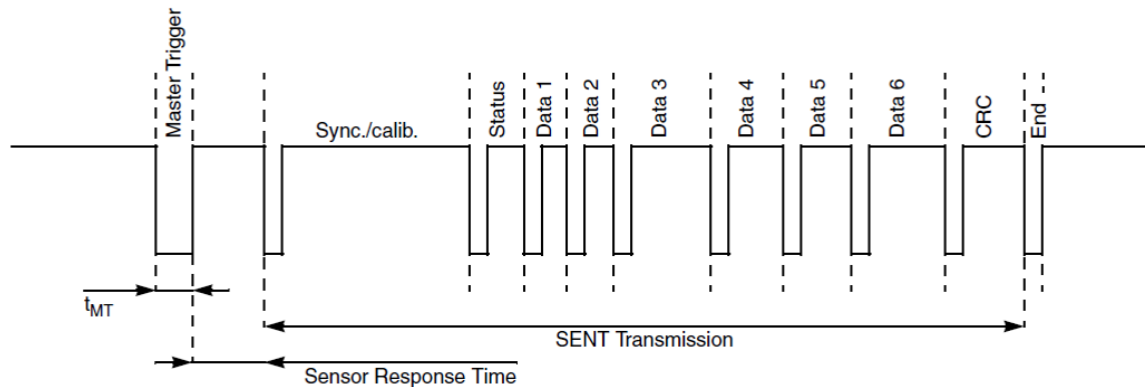 Master Trigger
Sync./calib.
Status
Data 1
Data 2
Data 3
Data 4
Data 5
Data 6
CRC
End
tMT
SENT Transmission
Sensor Response Time